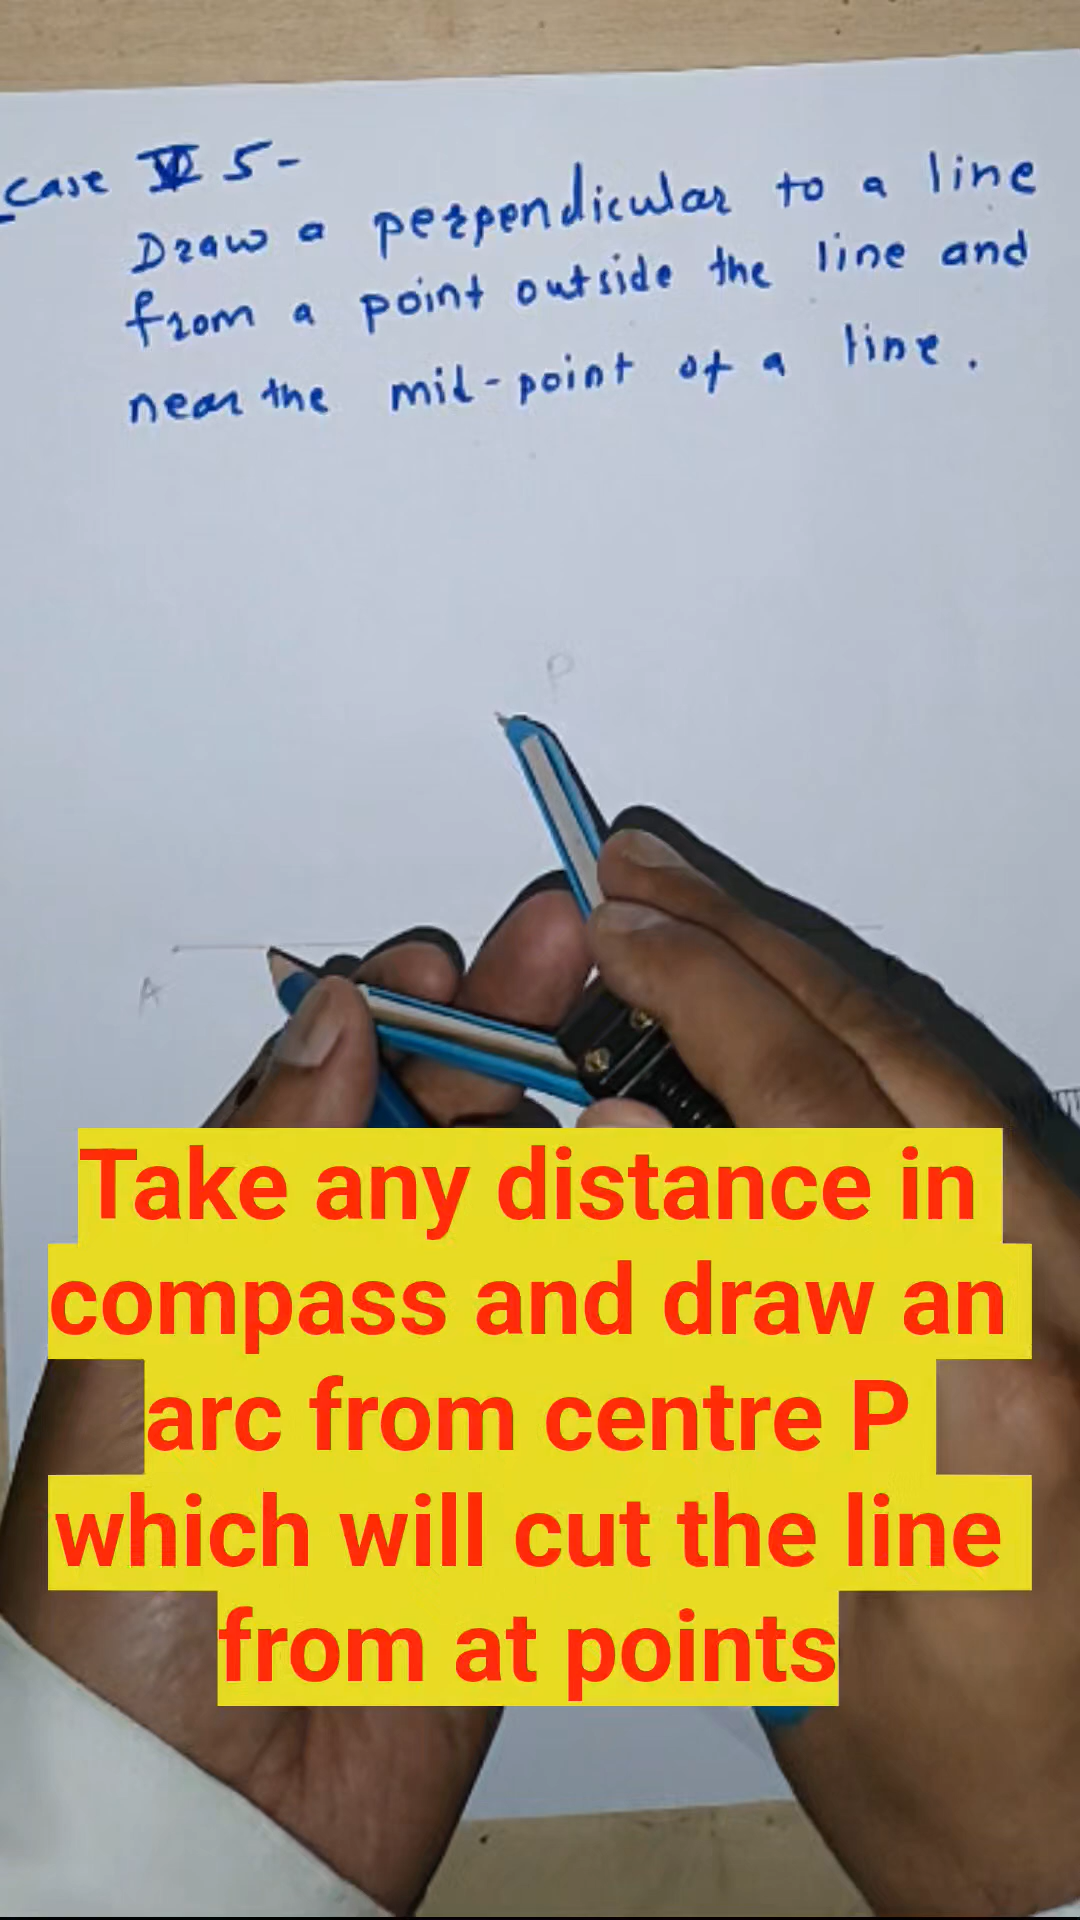 Case V 5-
Draw a perpendicular to a line
from a point outside the line and
near the mid-point of a line.
P
A
Take any distance in
compass and draw an
arc from centre P
which will cut the line
from at points